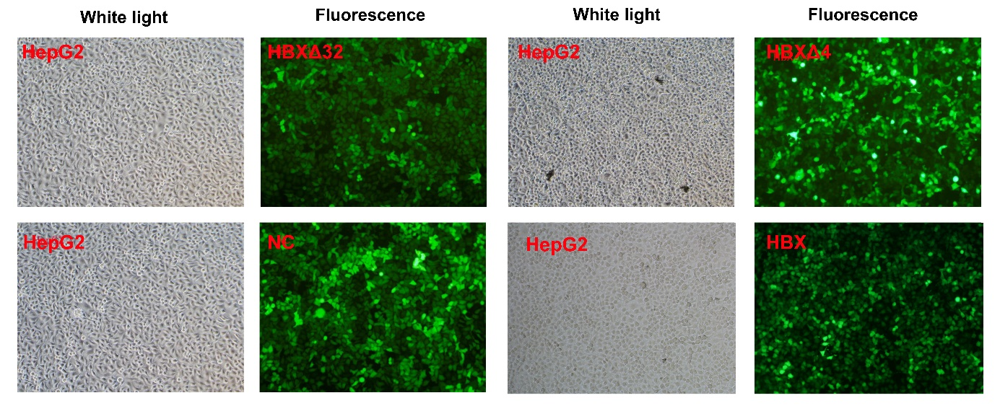 White light
Fluorescence
White light
Fluorescence
HepG2
HBXΔ32
HepG2
HBXΔ4
HepG2
NC
HepG2
HBX